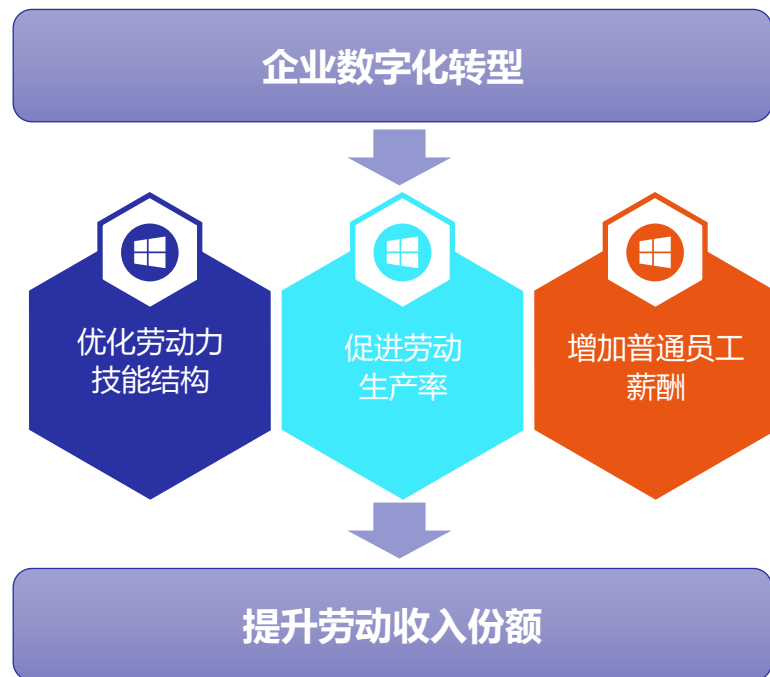 企业数字化转型
优化劳动力
技能结构
促进劳动
生产率
增加普通员工
薪酬
提升劳动收入份额